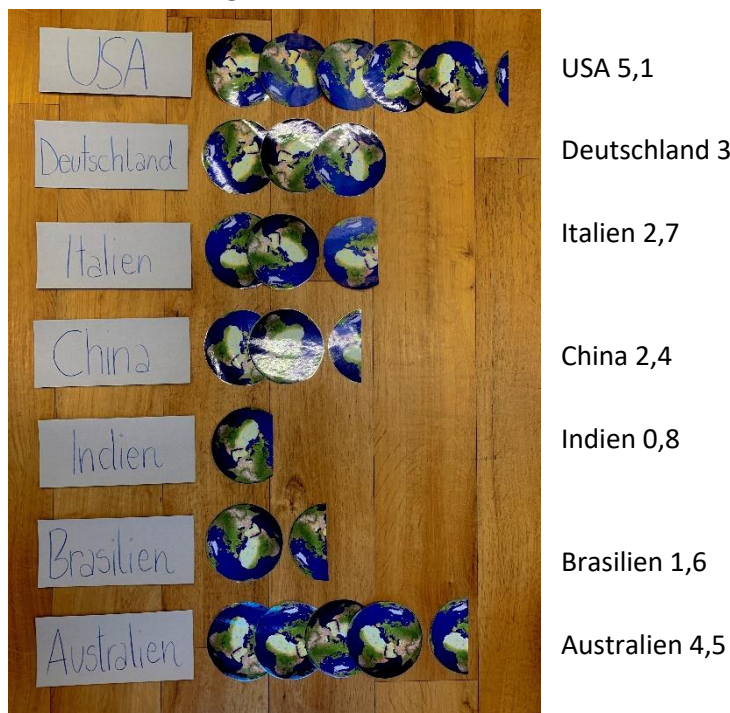 USA
USA 5,1
Deutschland
Deutschland 3
Italien
Italien 2,7
China
China 2,4
Indien
Indien 0,8
Brasilien
Brasilien 1,6
Australien
Australien 4,5